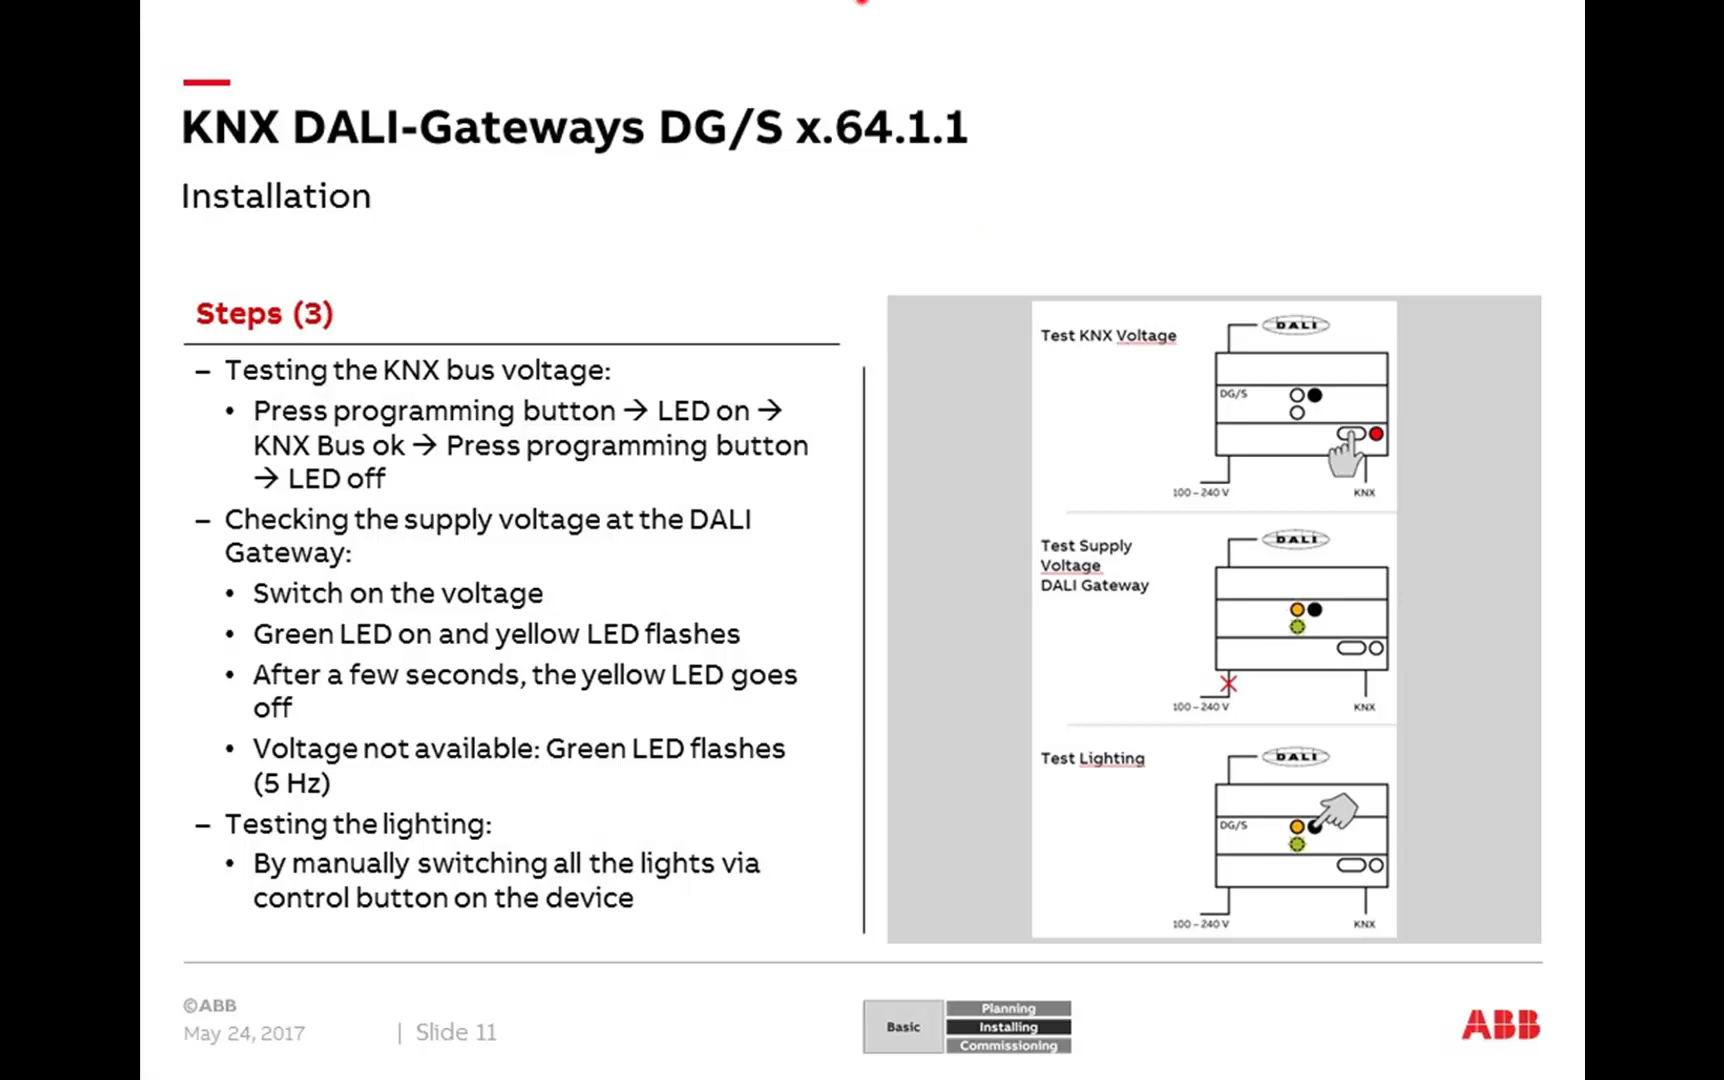 KNX DALI-Gateways DG/S x.64.1.1
Installation
Steps (3)
– Testing the KNX bus voltage:
• Press programming button → LED on →
KNX Bus ok → Press programming button
→ LED off
– Checking the supply voltage at the DALI
Gateway:
• Switch on the voltage
• Green LED on and yellow LED flashes
• After a few seconds, the yellow LED goes
off
• Voltage not available: Green LED flashes
(5 Hz)
– Testing the lighting:
• By manually switching all the lights via
control button on the device
Test KNX Voltage
DALI
DG/S
100 – 240 V
KNX
Test Supply
Voltage
DALI Gateway
DALI
100 – 240 V
KNX
Test Lighting
DALI
DG/S
100 – 240 V
KNX
©ABB
May 24, 2017
| Slide 11
Basic
Planning
Installing
Commissioning
ABB